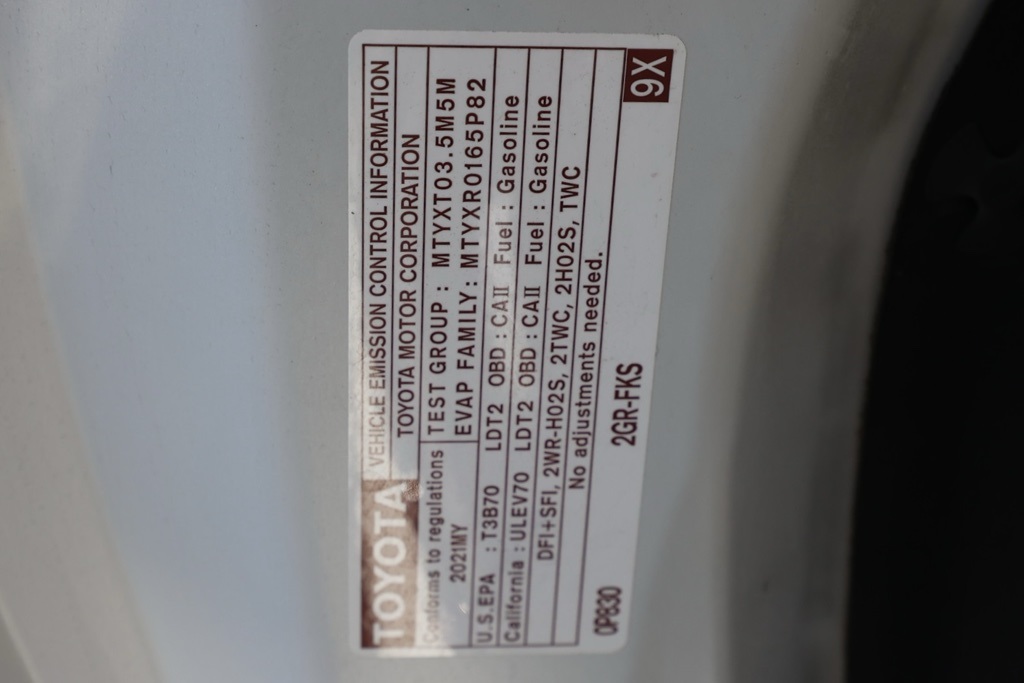 TOYOTA
VEHICLE EMISSION CONTROL INFORMATION
TOYOTA MOTOR CORPORATION
Conforms to regulations
2021MY
TEST GROUP : MTYXT03.5M5M
EVAP FAMILY: MTYXR0165P82
U.S.EPA : T3B70 LDT2 OBD : CAII Fuel : Gasoline
California : ULEV70 LDT2 OBD : CAII Fuel : Gasoline
DFI+SFI, 2WR-HO2S, 2TWC, 2HO2S, TWC
No adjustments needed.
0P830 2GR-FKS 9X